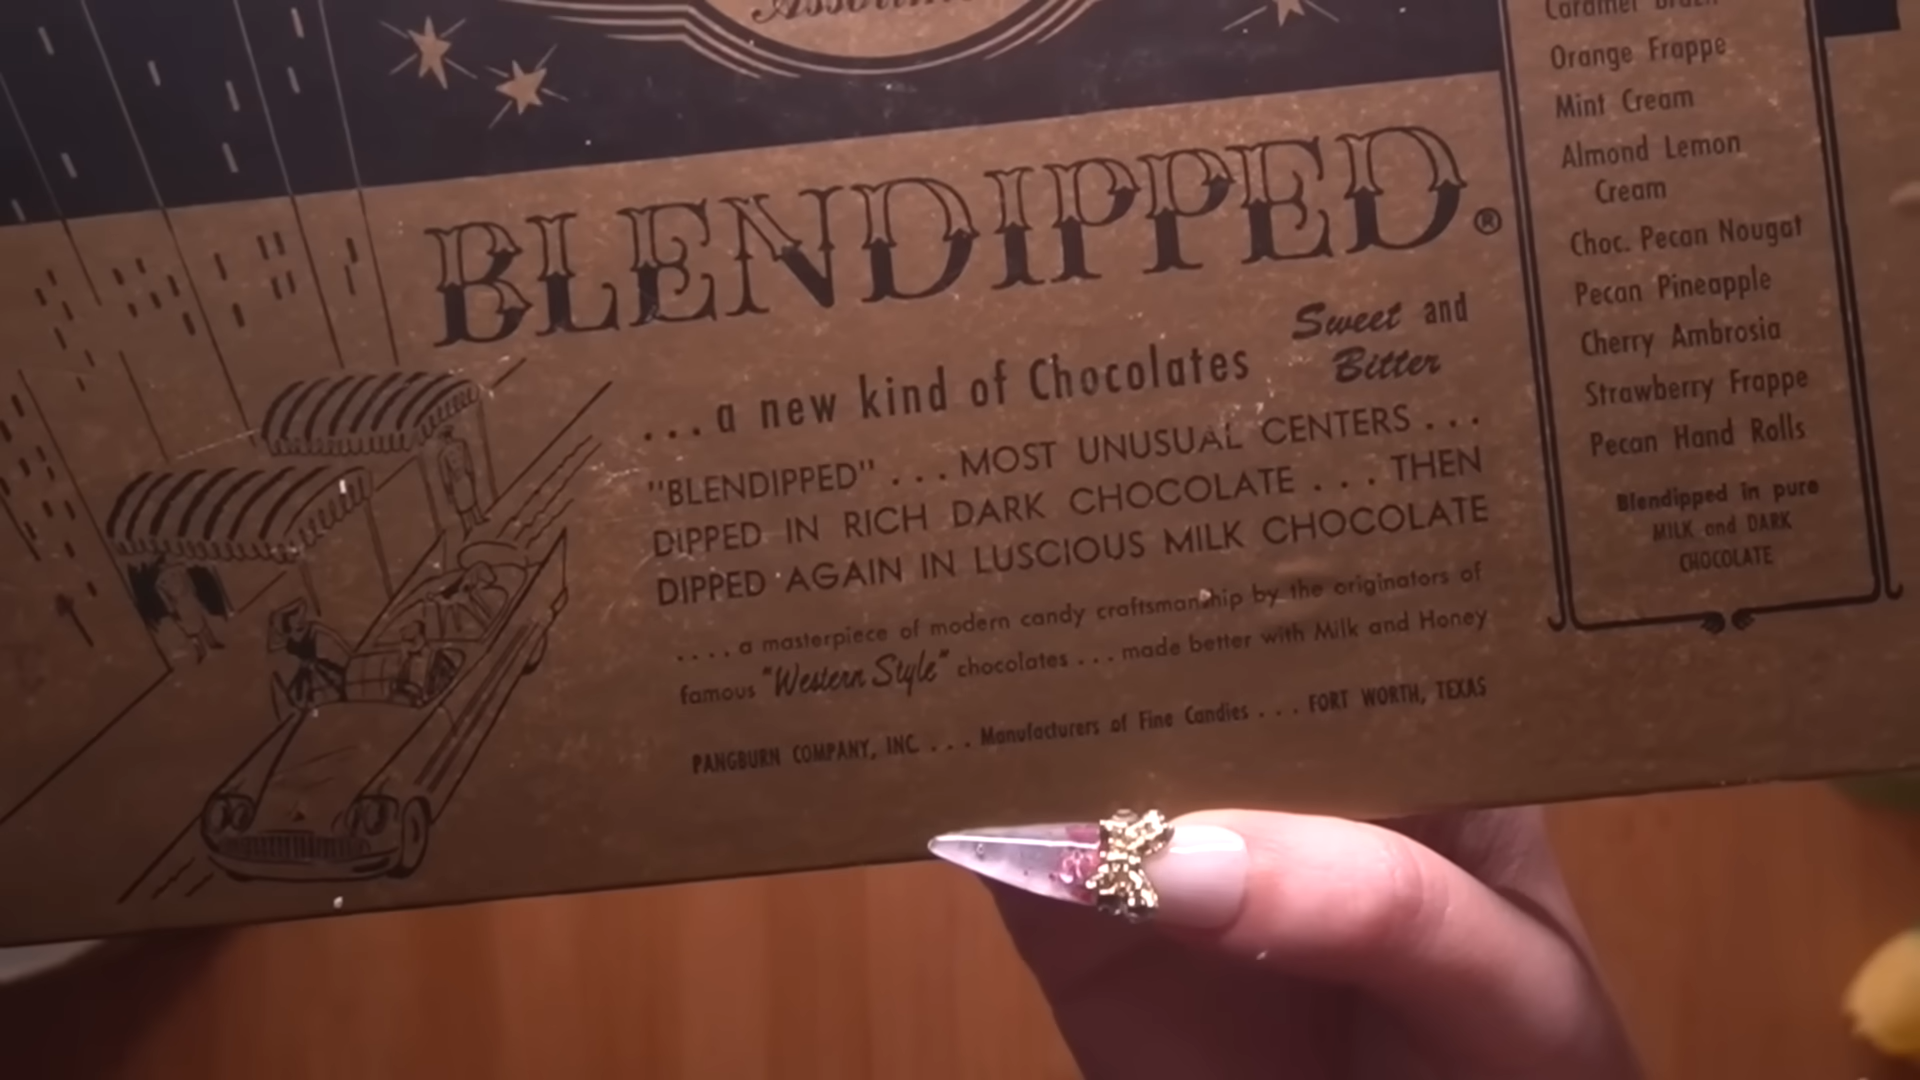 BLENDIPPED®
...a new kind of Chocolates Sweet and Bitter
"BLENDIPPED" ... MOST UNUSUAL CENTERS ...
DIPPED IN RICH DARK CHOCOLATE ... THEN
DIPPED AGAIN IN LUSCIOUS MILK CHOCOLATE
.... a masterpiece of modern candy craftsmanship by the originators of
famous "Western Style" chocolates ... made better with Milk and Honey
PANGBURN COMPANY, INC. ... Manufacturers of Fine Candies ... FORT WORTH, TEXAS
Caramel
Orange Frappe
Mint Cream
Almond Lemon
Cream
Choc. Pecan Nougat
Pecan Pineapple
Cherry Ambrosia
Strawberry Frappe
Pecan Hand Rolls
Blendipped in pure
MILK and DARK
CHOCOLATE